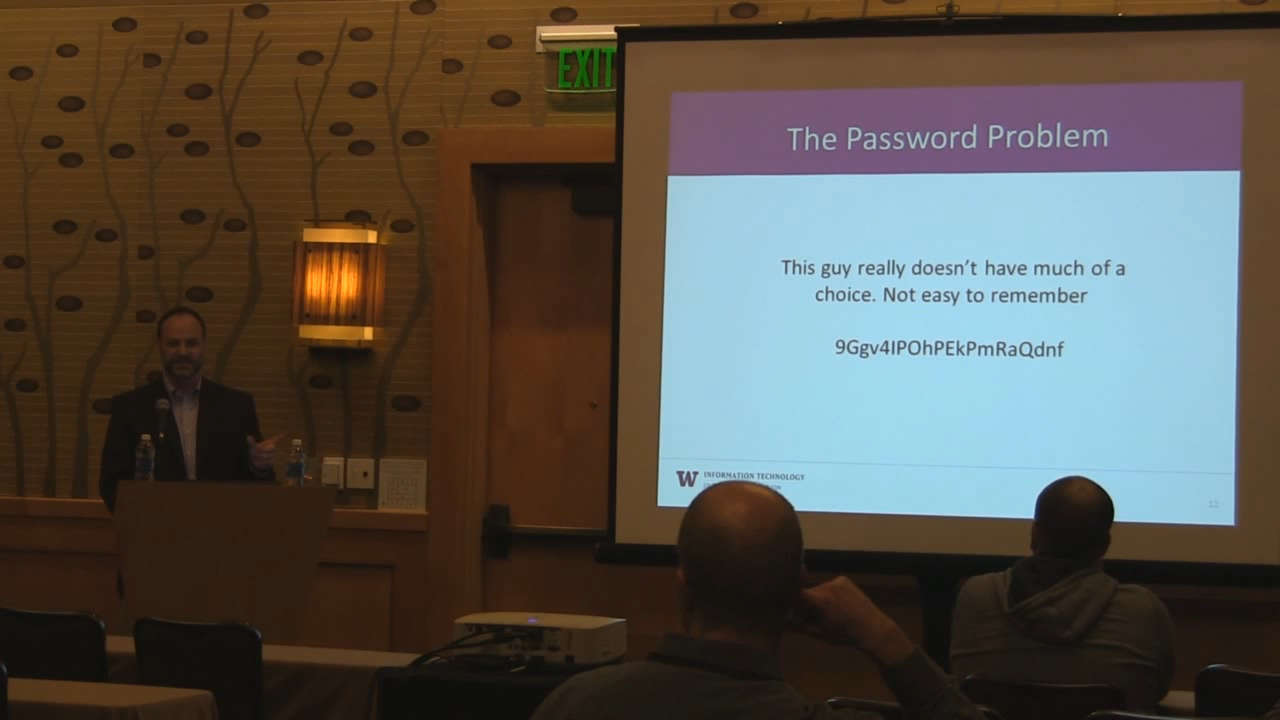 EXIT
The Password Problem
This guy really doesn't have much of a
choice. Not easy to remember
9Ggv4IPOhPEkPmRaQdnf
W INFORMATION TECHNOLOGY
12